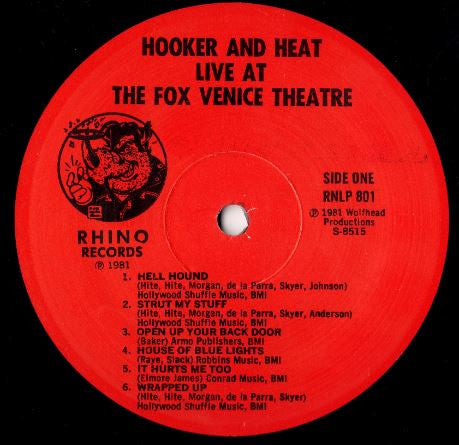 HOOKER AND HEAT
LIVE AT
THE FOX VENICE THEATRE
SIDE ONE
RNLP 801
℗ 1981 Wolfhead
Productions
S-8515
RHINO
RECORDS
℗ 1981
1. HELL HOUND
(Hite, Hite, Morgan, de la Parra, Skyer, Johnson)
Hollywood Shuffle Music, BMI
2. STRUT MY STUFF
(Hite, Hite, Morgan, de la Parra, Skyer, Anderson)
Hollywood Shuffle Music, BMI
3. OPEN UP YOUR BACK DOOR
(Baker) Armo Publishers, BMI
4. HOUSE OF BLUE LIGHTS
(Raye, Slack) Robbins Music, BMI
5. IT HURTS ME TOO
(Elmore James) Conrad Music, BMI
6. WRAPPED UP
(Hite, Hite, Morgan, de la Parra, Skyer)
Hollywood Shuffle Music, BMI